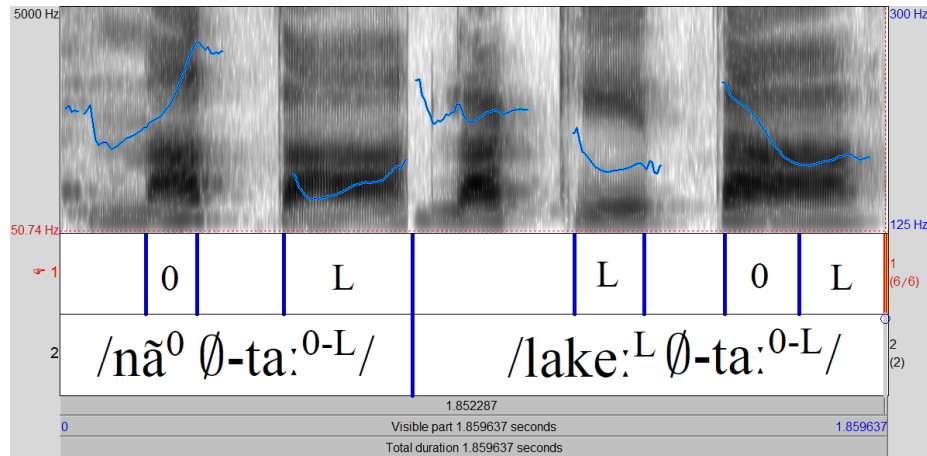 5000 Hz 300 Hz
50.74 Hz 125 Hz
☞ 1 0 L L 0 L 1 (6/6)
2 /nã⁰ ∅-taː⁰⁻ᴸ/ /lakeːᴸ ∅-taː⁰⁻ᴸ/ 2 (2)
1.852287
0 Visible part 1.859637 seconds 1.859637
Total duration 1.859637 seconds